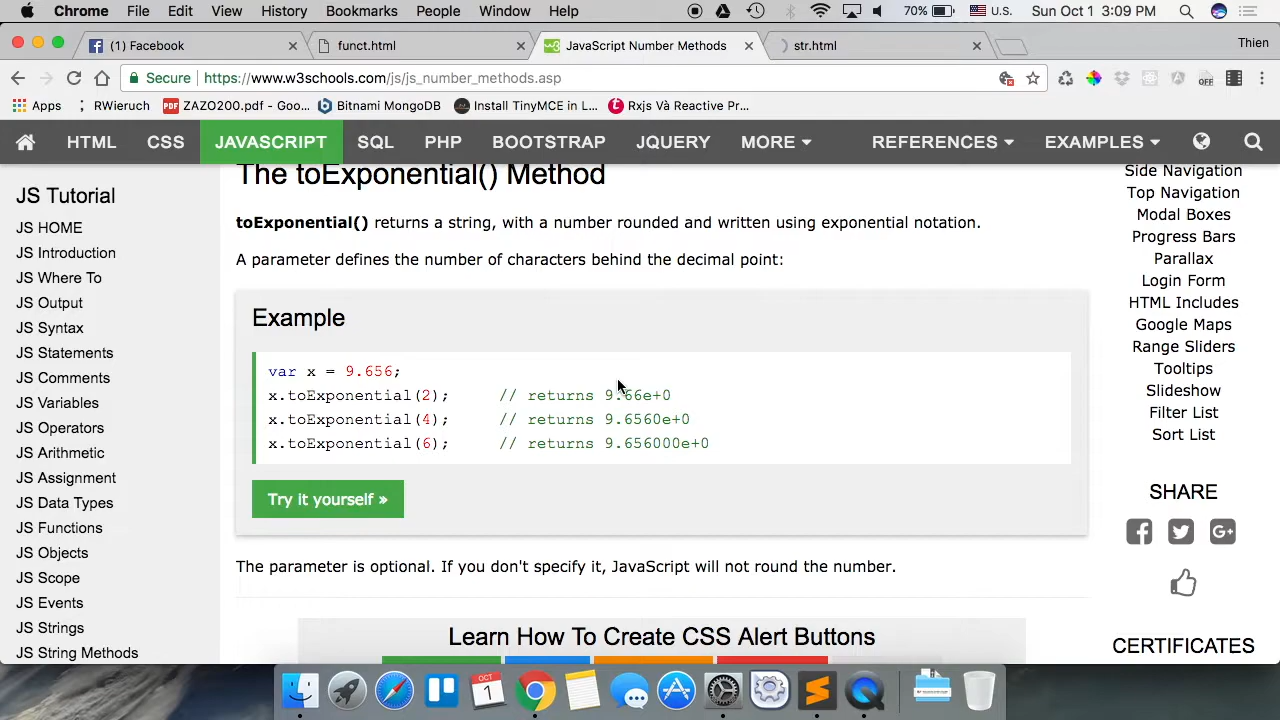 Chrome File Edit View History Bookmarks People Window Help 70% U.S. Sun Oct 1 3:09 PM
(1) Facebook funct.html JavaScript Number Methods str.html Thien
Secure https://www.w3schools.com/js/js_number_methods.asp
Apps RWieruch ZAZO200.pdf - Goo... Bitnami MongoDB Install TinyMCE in L... Rxjs Và Reactive Pr...
HTML CSS JAVASCRIPT SQL PHP BOOTSTRAP JQUERY MORE REFERENCES EXAMPLES
JS Tutorial
JS HOME
JS Introduction
JS Where To
JS Output
JS Syntax
JS Statements
JS Comments
JS Variables
JS Operators
JS Arithmetic
JS Assignment
JS Data Types
JS Functions
JS Objects
JS Scope
JS Events
JS Strings
JS String Methods
The toExponential() Method
toExponential() returns a string, with a number rounded and written using exponential notation.
A parameter defines the number of characters behind the decimal point:
Example
var x = 9.656;
x.toExponential(2); // returns 9.66e+0
x.toExponential(4); // returns 9.6560e+0
x.toExponential(6); // returns 9.656000e+0
Try it yourself »
The parameter is optional. If you don't specify it, JavaScript will not round the number.
Learn How To Create CSS Alert Buttons
Side Navigation
Top Navigation
Modal Boxes
Progress Bars
Parallax
Login Form
HTML Includes
Google Maps
Range Sliders
Tooltips
Slideshow
Filter List
Sort List
SHARE
CERTIFICATES
OCT
1